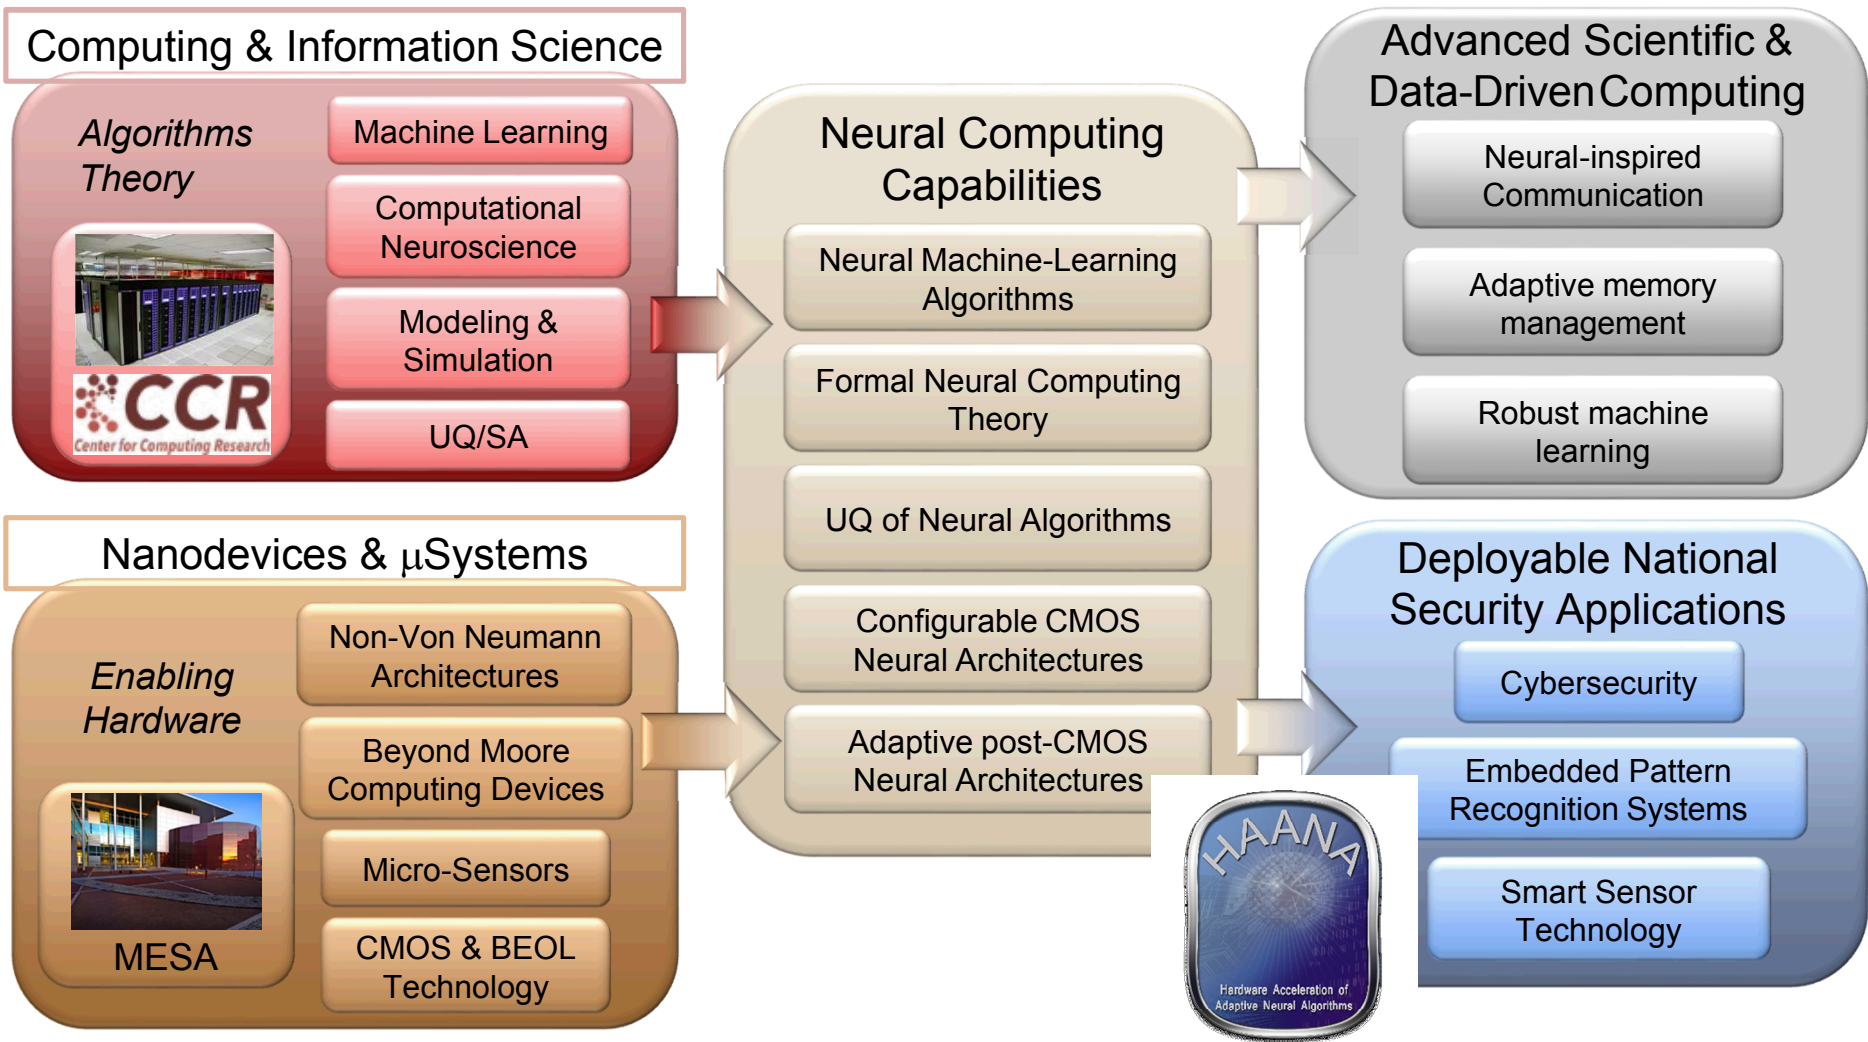 Computing & Information Science
Algorithms
Theory
Machine Learning
Computational
Neuroscience
Modeling &
Simulation
UQ/SA
CCR
Center for Computing Research
Nanodevices & μSystems
Enabling
Hardware
Non-Von Neumann
Architectures
Beyond Moore
Computing Devices
Micro-Sensors
CMOS & BEOL
Technology
MESA
Neural Computing
Capabilities
Neural Machine-Learning
Algorithms
Formal Neural Computing
Theory
UQ of Neural Algorithms
Configurable CMOS
Neural Architectures
Adaptive post-CMOS
Neural Architectures
HAANA
Hardware Acceleration of
Adaptive Neural Algorithms
Advanced Scientific &
Data-Driven Computing
Neural-inspired
Communication
Adaptive memory
management
Robust machine
learning
Deployable National
Security Applications
Cybersecurity
Embedded Pattern
Recognition Systems
Smart Sensor
Technology